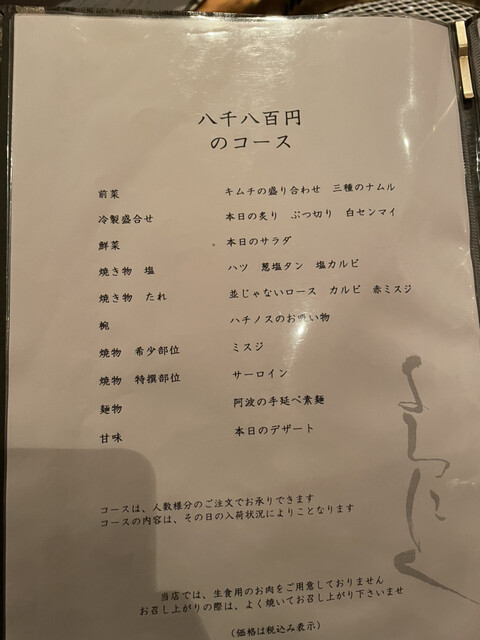 八千八百円
のコース
前菜 キムチの盛り合わせ 三種のナムル
冷製盛合せ 本日の炙り ぶつ切り 白センマイ
鮮菜 本日のサラダ
焼き物 塩 ハツ 葱塩タン 塩カルビ
焼き物 たれ 並じゃないロース カルビ 赤ミスジ
椀 ハチノスのお吸い物
焼物 希少部位 ミスジ
焼物 特撰部位 サーロイン
麺物 阿波の手延べ素麺
甘味 本日のデザート
コースは、人数様分のご注文でお承りできます
コースの内容は、その日の入荷状況によりことなります
よろにく
当店では、生食用のお肉をご用意しておりません
お召し上がりの際は、よく焼いてお召し上がり下さいませ
(価格は税込み表示)